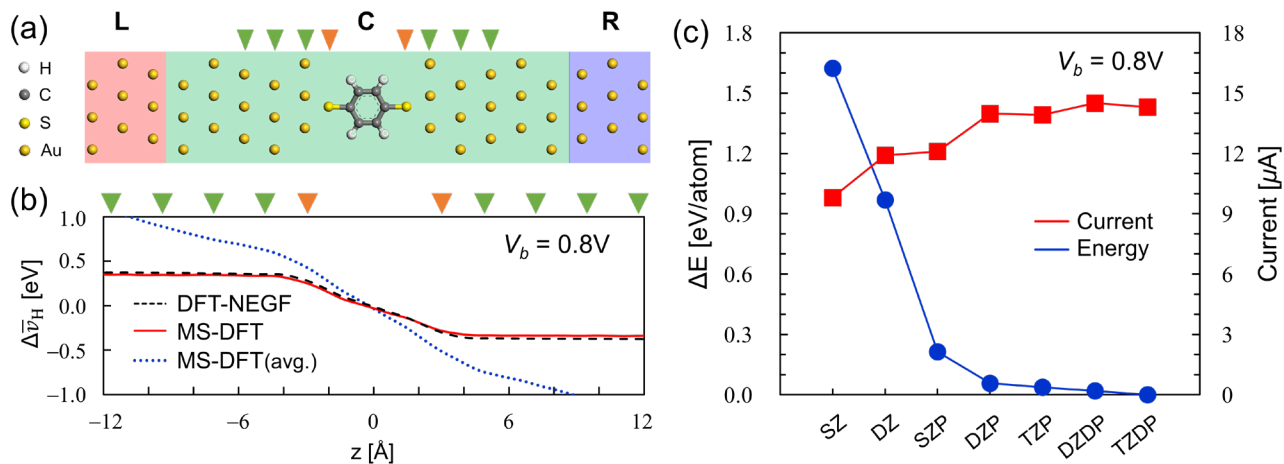 (a)
L
C
R
H
C
S
Au
(b)
V_b = 0.8V
Δv̄_H [eV]
1.0
0.5
0.0
−0.5
−1.0
DFT-NEGF
MS-DFT
MS-DFT(avg.)
−12
−6
0
6
12
z [Å]
(c)
V_b = 0.8V
ΔE [eV/atom]
1.8
1.5
1.2
0.9
0.6
0.3
0.0
Current
Energy
Current [μA]
18
15
12
9
6
3
0
SZ
DZ
SZP
DZP
TZP
DZDP
TZDP